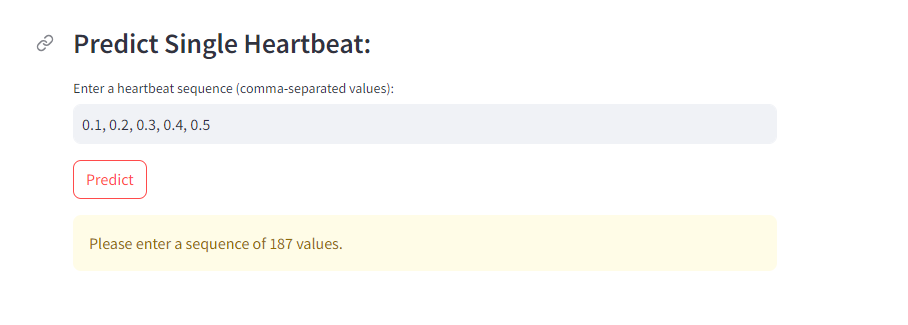 Predict Single Heartbeat:
Enter a heartbeat sequence (comma-separated values):
0.1, 0.2, 0.3, 0.4, 0.5
Predict
Please enter a sequence of 187 values.